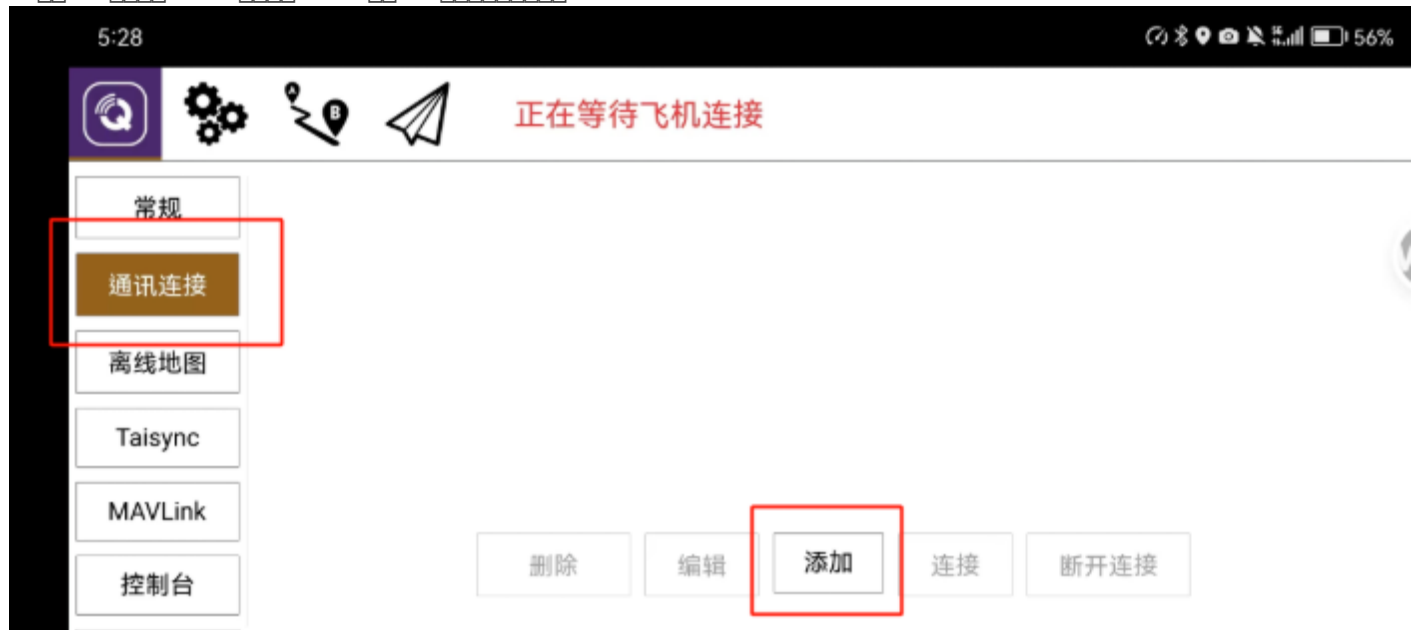 5:28
56%
正在等待飞机连接
常规
通讯连接
离线地图
Taisync
MAVLink
控制台
删除 编辑 添加 连接 断开连接